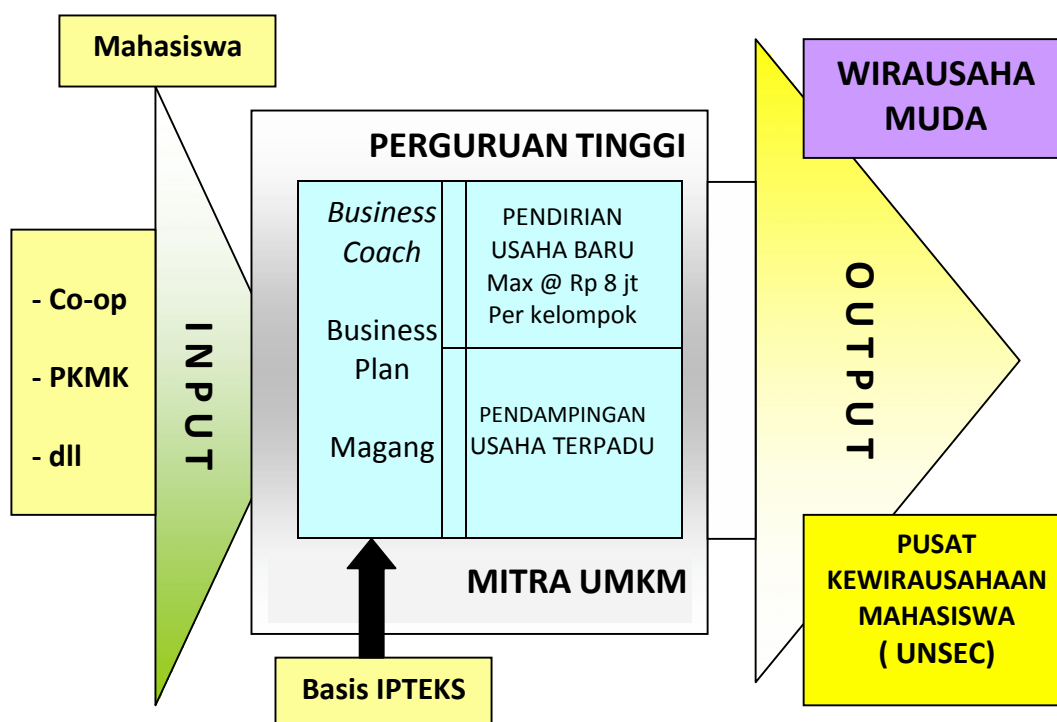 Mahasiswa
- Co-op
- PKMK
- dll
INPUT
PERGURUAN TINGGI
Business
Coach
Business
Plan
Magang
PENDIRIAN
USAHA BARU
Max @ Rp 8 jt
Per kelompok
PENDAMPINGAN
USAHA TERPADU
MITRA UMKM
Basis IPTEKS
OUTPUT
WIRAUSAHA
MUDA
PUSAT
KEWIRAUSAHAAN
MAHASISWA
( UNSEC)